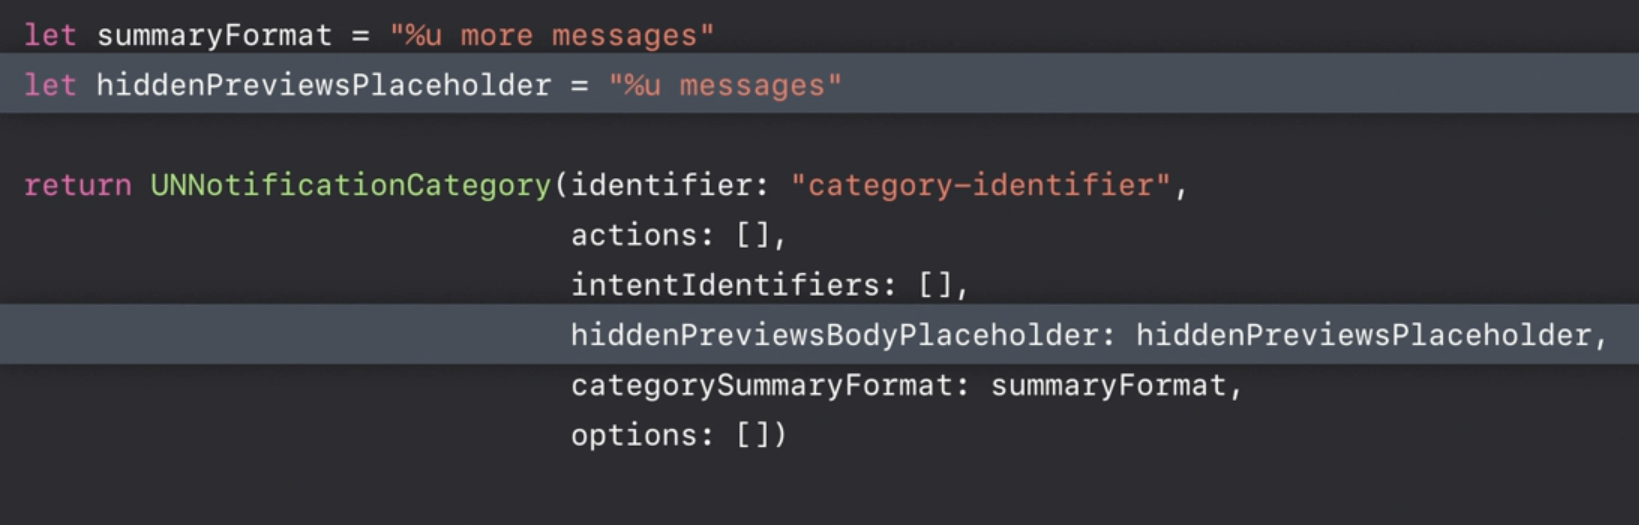 let summaryFormat = "%u more messages"
let hiddenPreviewsPlaceholder = "%u messages"
return UNNotificationCategory(identifier: "category-identifier",
actions: [],
intentIdentifiers: [],
hiddenPreviewsBodyPlaceholder: hiddenPreviewsPlaceholder,
categorySummaryFormat: summaryFormat,
options: [])